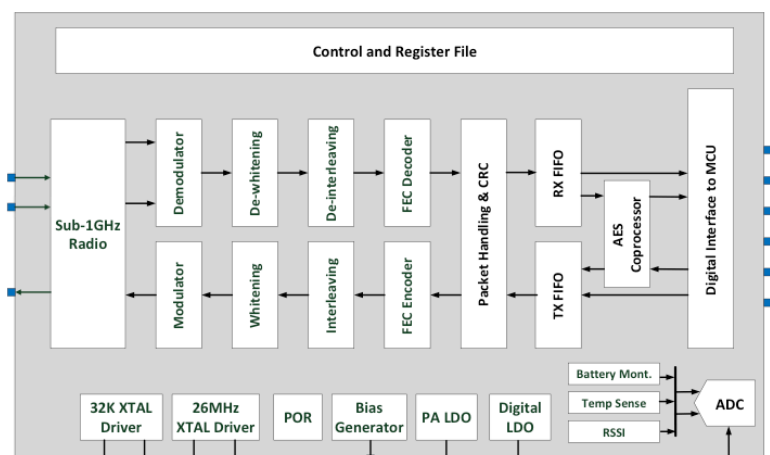 Control and Register File
Sub-1GHz
Radio
Demodulator
De-whitening
De-interleaving
FEC Decoder
Packet Handling & CRC
RX FIFO
AES
Coprocessor
Digital Interface to MCU
Modulator
Whitening
Interleaving
FEC Encoder
TX FIFO
32K XTAL
Driver
26MHz
XTAL Driver
POR
Bias
Generator
PA LDO
Digital
LDO
Battery Mont.
Temp Sense
RSSI
ADC